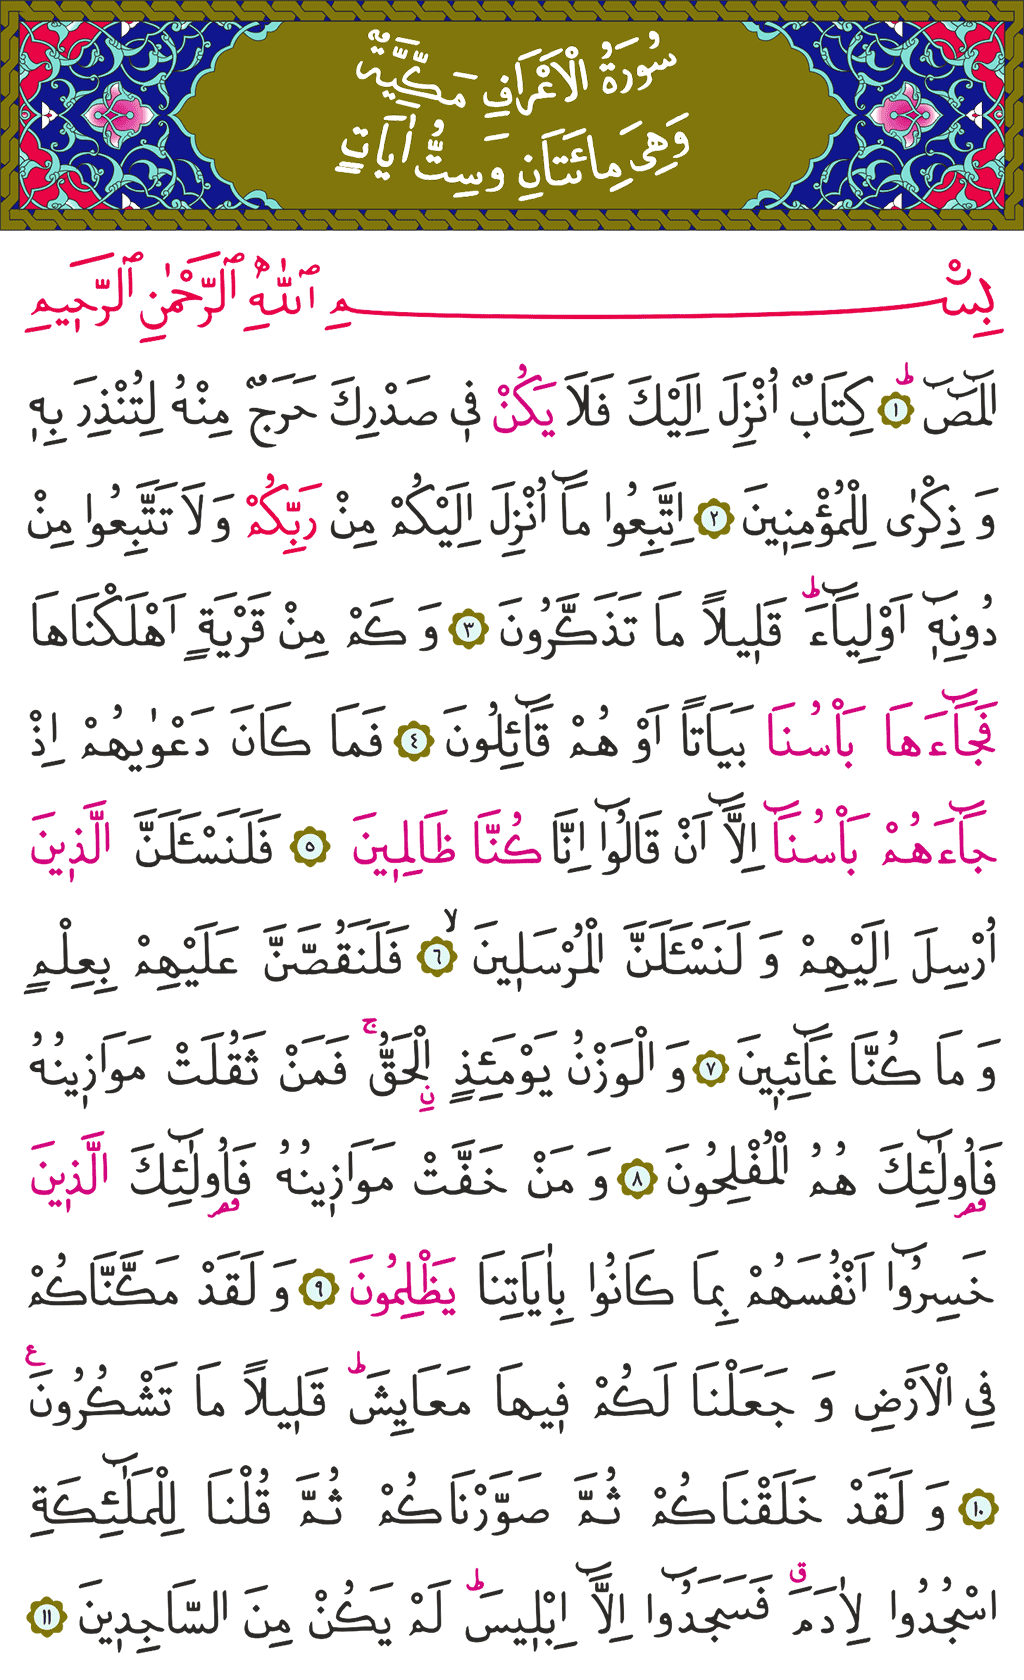 سُورَةُ الْاَعْرَافِ مَكِّيَّةٌ
وَهِيَ مِائَتَانِ وَسِتُّ اٰيَاتٍ
بِسْمِ اللّٰهِ الرَّحْمٰنِ الرَّحٖيمِ
الٓمٓصٓ ۚ ﴿١﴾ كِتَابٌ اُنْزِلَ اِلَيْكَ فَلَا يَكُنْ فٖي صَدْرِكَ حَرَجٌ مِنْهُ لِتُنْذِرَ بِهٖ
وَ ذِكْرٰى لِلْمُؤْمِنٖينَ ﴿٢﴾ اِتَّبِعُوا مَٓا اُنْزِلَ اِلَيْكُمْ مِنْ رَبِّكُمْ وَلَا تَتَّبِعُوا مِنْ
دُونِهٖٓ اَوْلِيَٓاءَ ؕ قَلٖيلًا مَا تَذَكَّرُونَ ﴿٣﴾ وَ كَمْ مِنْ قَرْيَةٍ اَهْلَكْنَاهَا
فَجَٓاءَهَا بَاْسُنَا بَيَاتًا اَوْ هُمْ قَٓائِلُونَ ﴿٤﴾ فَمَا كَانَ دَعْوٰيهُمْ اِذْ
جَٓاءَهُمْ بَاْسُنَٓا اِلَّٓا اَنْ قَالُٓوا اِنَّا كُنَّا ظَالِمٖينَ ﴿٥﴾ فَلَنَسْـَٔلَنَّ الَّذٖينَ
اُرْسِلَ اِلَيْهِمْ وَ لَنَسْـَٔلَنَّ الْمُرْسَلٖينَ ۙ ﴿٦﴾ فَلَنَقُصَّنَّ عَلَيْهِمْ بِعِلْمٍ
وَ مَا كُنَّا غَٓائِبٖينَ ﴿٧﴾ وَ الْوَزْنُ يَوْمَئِذٍ نِ الْحَقُّ ۚ فَمَنْ ثَقُلَتْ مَوَازٖينُهُ
فَاُولٰٓئِكَ هُمُ الْمُفْلِحُونَ ﴿٨﴾ وَ مَنْ خَفَّتْ مَوَازٖينُهُ فَاُولٰٓئِكَ الَّذٖينَ
خَسِرُٓوا اَنْفُسَهُمْ بِمَا كَانُوا بِاٰيَاتِنَا يَظْلِمُونَ ﴿٩﴾ وَ لَقَدْ مَكَّنَّاكُمْ
فِي الْاَرْضِ وَ جَعَلْنَا لَكُمْ فٖيهَا مَعَايِشَ ؕ قَلٖيلًا مَا تَشْكُرُونَ ع
﴿١٠﴾ وَ لَقَدْ خَلَقْنَاكُمْ ثُمَّ صَوَّرْنَاكُمْ ثُمَّ قُلْنَا لِلْمَلٰٓئِكَةِ
اسْجُدُوا لِاٰدَمَ ق فَسَجَدُٓوا اِلَّٓا اِبْلٖيسَ ؕ لَمْ يَكُنْ مِنَ السَّاجِدٖينَ ﴿١١﴾